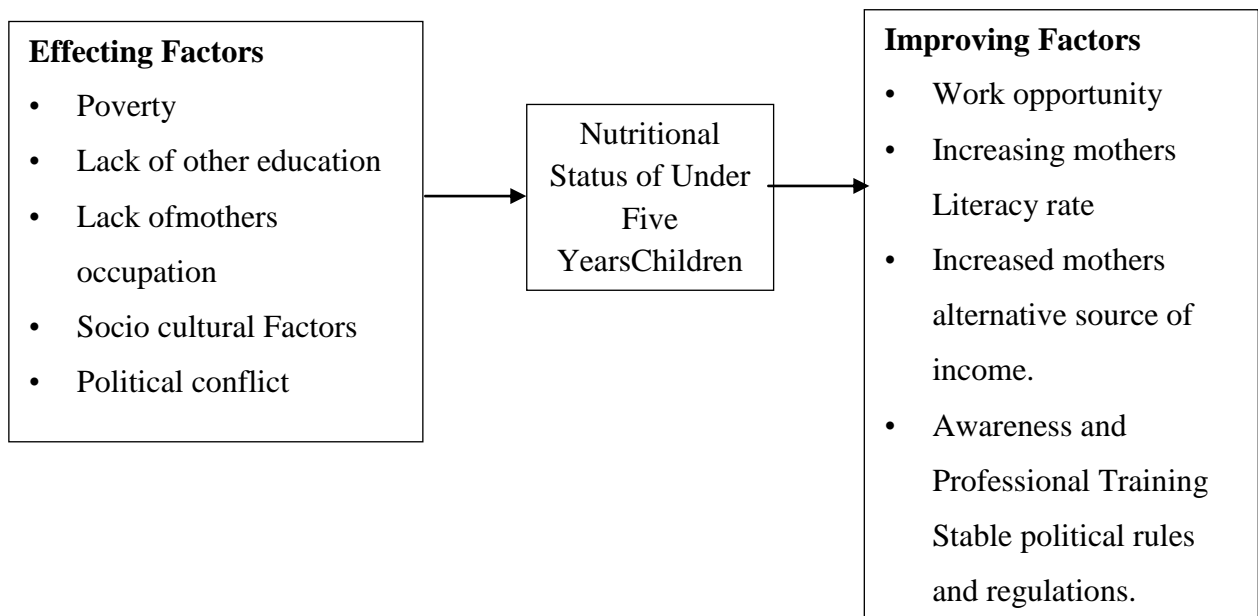 Effecting Factors
• Poverty
• Lack of other education
• Lack ofmothers
occupation
• Socio cultural Factors
• Political conflict
Nutritional
Status of Under
Five
YearsChildren
Improving Factors
• Work opportunity
• Increasing mothers
Literacy rate
• Increased mothers
alternative source of
income.
• Awareness and
Professional Training
Stable political rules
and regulations.